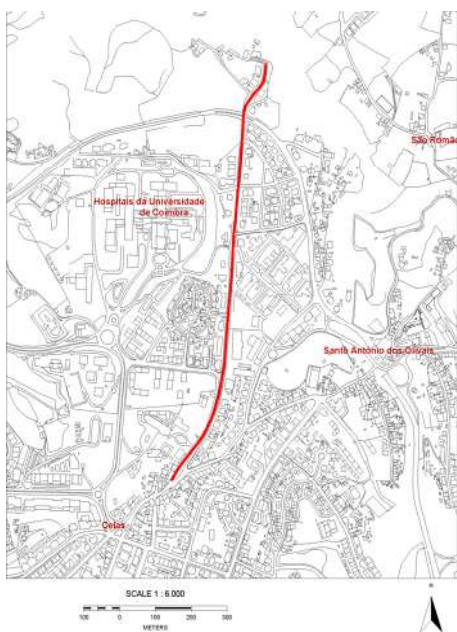 São Romão
Hospitais da Universidade
de Coimbra
Santo António dos Olivais
Celas
SCALE 1 : 6.000
100 0 100 200 300
METERS